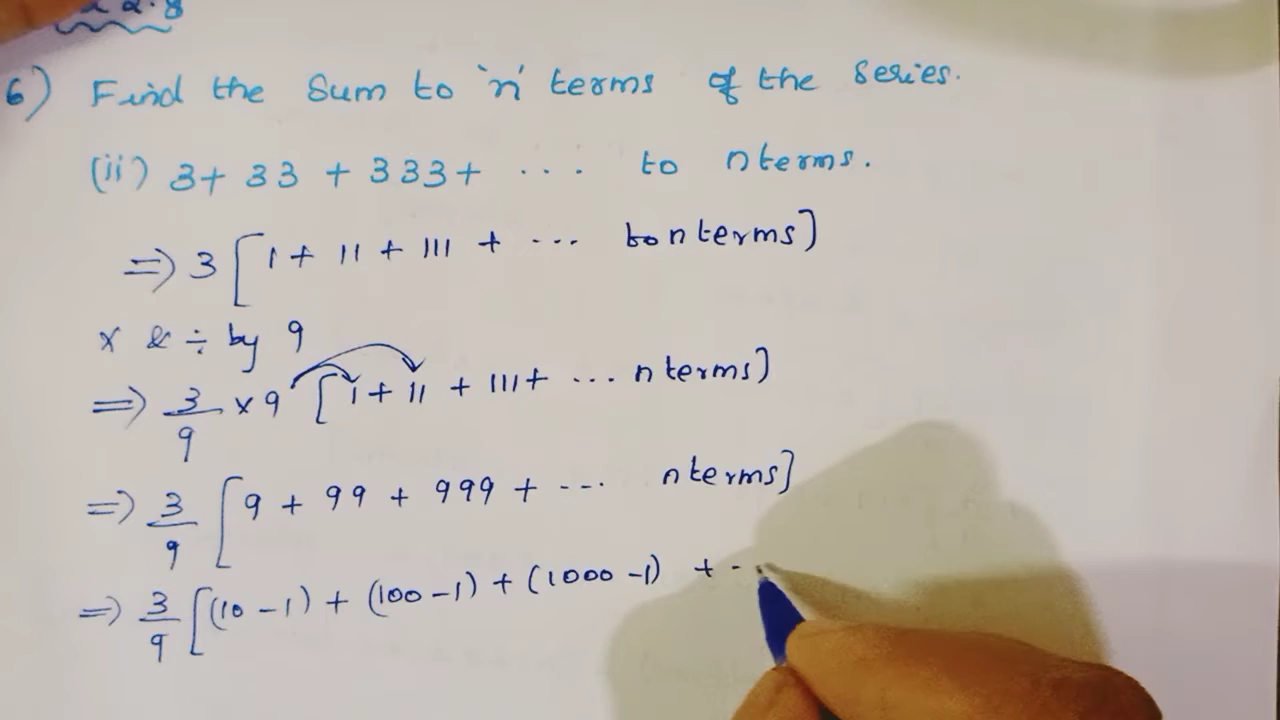 2.8
6) Find the Sum to 'n' terms of the series.
(ii) 3+ 33 + 333+ ... to n terms.
=> 3 [1 + 11 + 111 + ... to n terms]
x & ÷ by 9
=> 3/9 x 9 [1 + 11 + 111+ ... n terms]
=> 3/9 [9 + 99 + 999 + ... n terms]
=> 3/9 [(10 - 1) + (100 - 1) + (1000 - 1) + ..